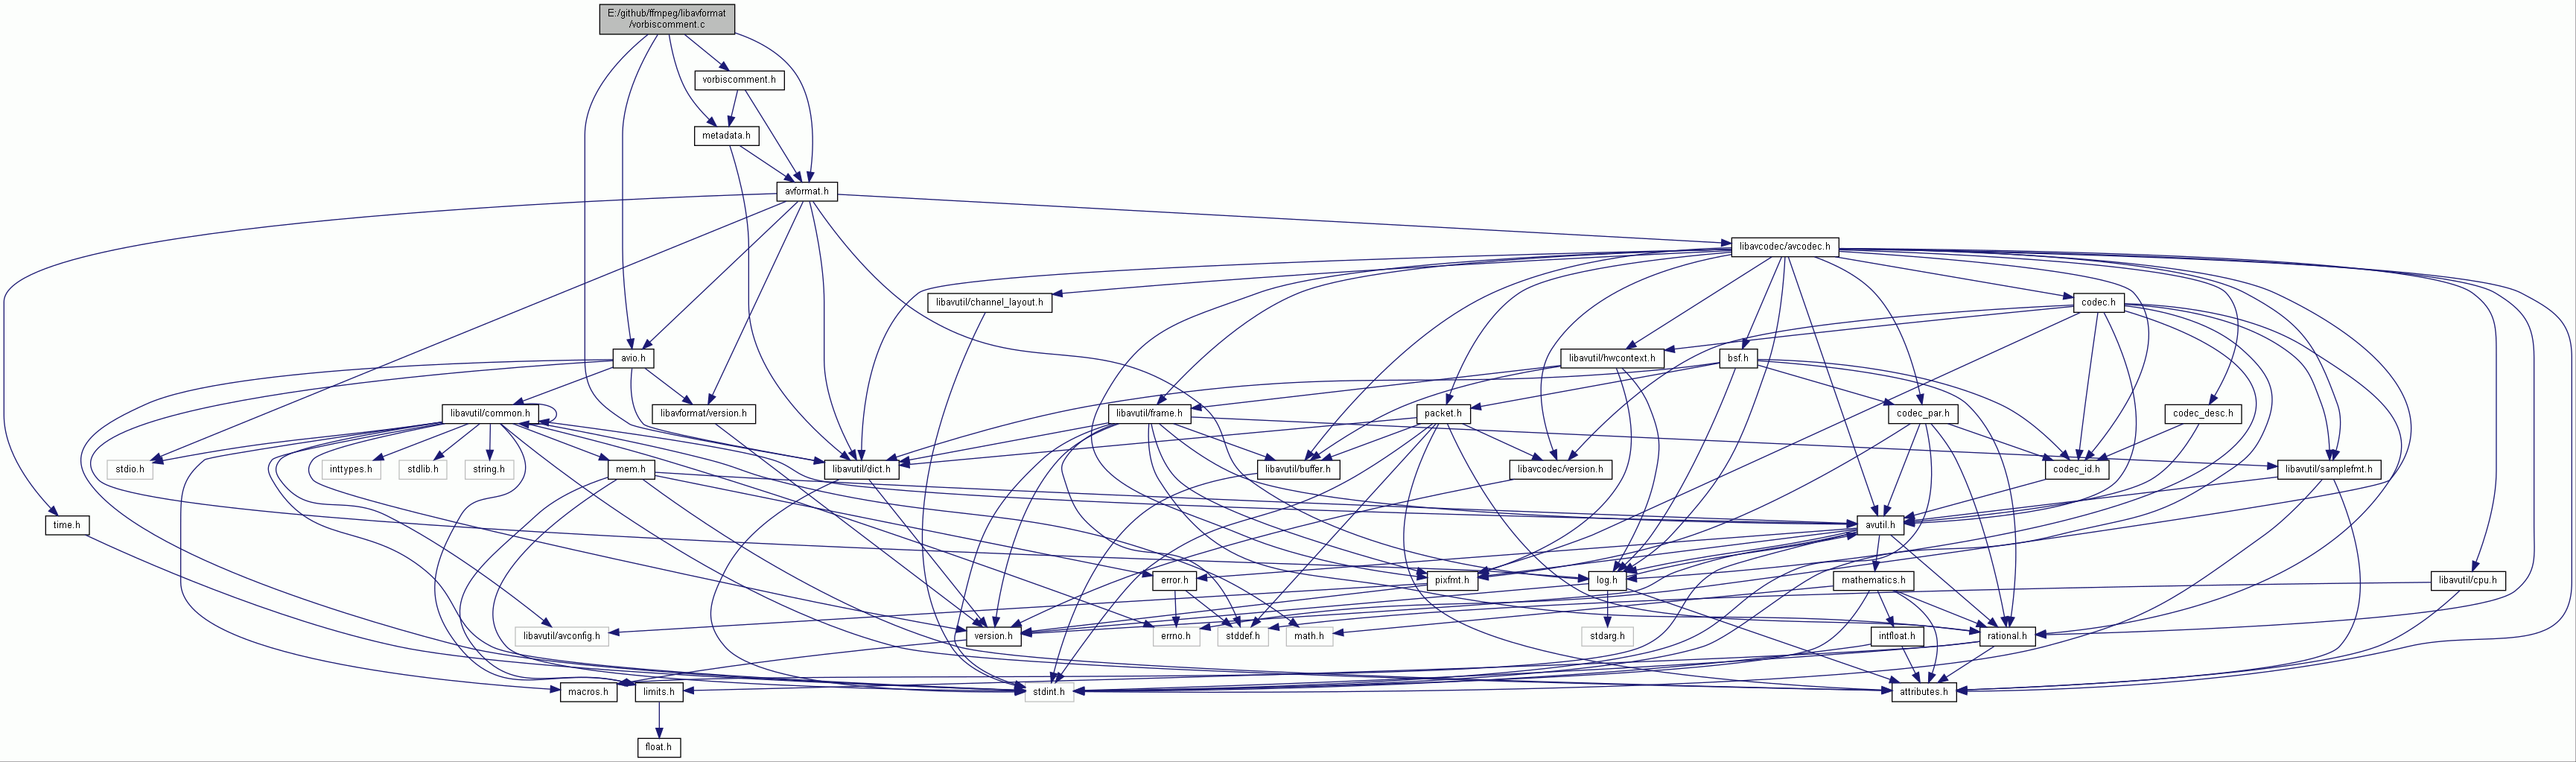 E:/github/ffmpeg/libavformat
/vorbiscomment.c
vorbiscomment.h
metadata.h
avformat.h
libavcodec/avcodec.h
libavutil/channel_layout.h
codec.h
avio.h
libavutil/hwcontext.h
bsf.h
libavutil/common.h
libavformat/version.h
libavutil/frame.h
packet.h
codec_par.h
codec_desc.h
stdio.h
inttypes.h
stdlib.h
string.h
mem.h
libavutil/dict.h
libavutil/buffer.h
libavcodec/version.h
codec_id.h
libavutil/samplefmt.h
time.h
avutil.h
error.h
pixfmt.h
log.h
mathematics.h
libavutil/cpu.h
libavutil/avconfig.h
version.h
errno.h
stddef.h
math.h
stdarg.h
intfloat.h
rational.h
macros.h
limits.h
stdint.h
attributes.h
float.h